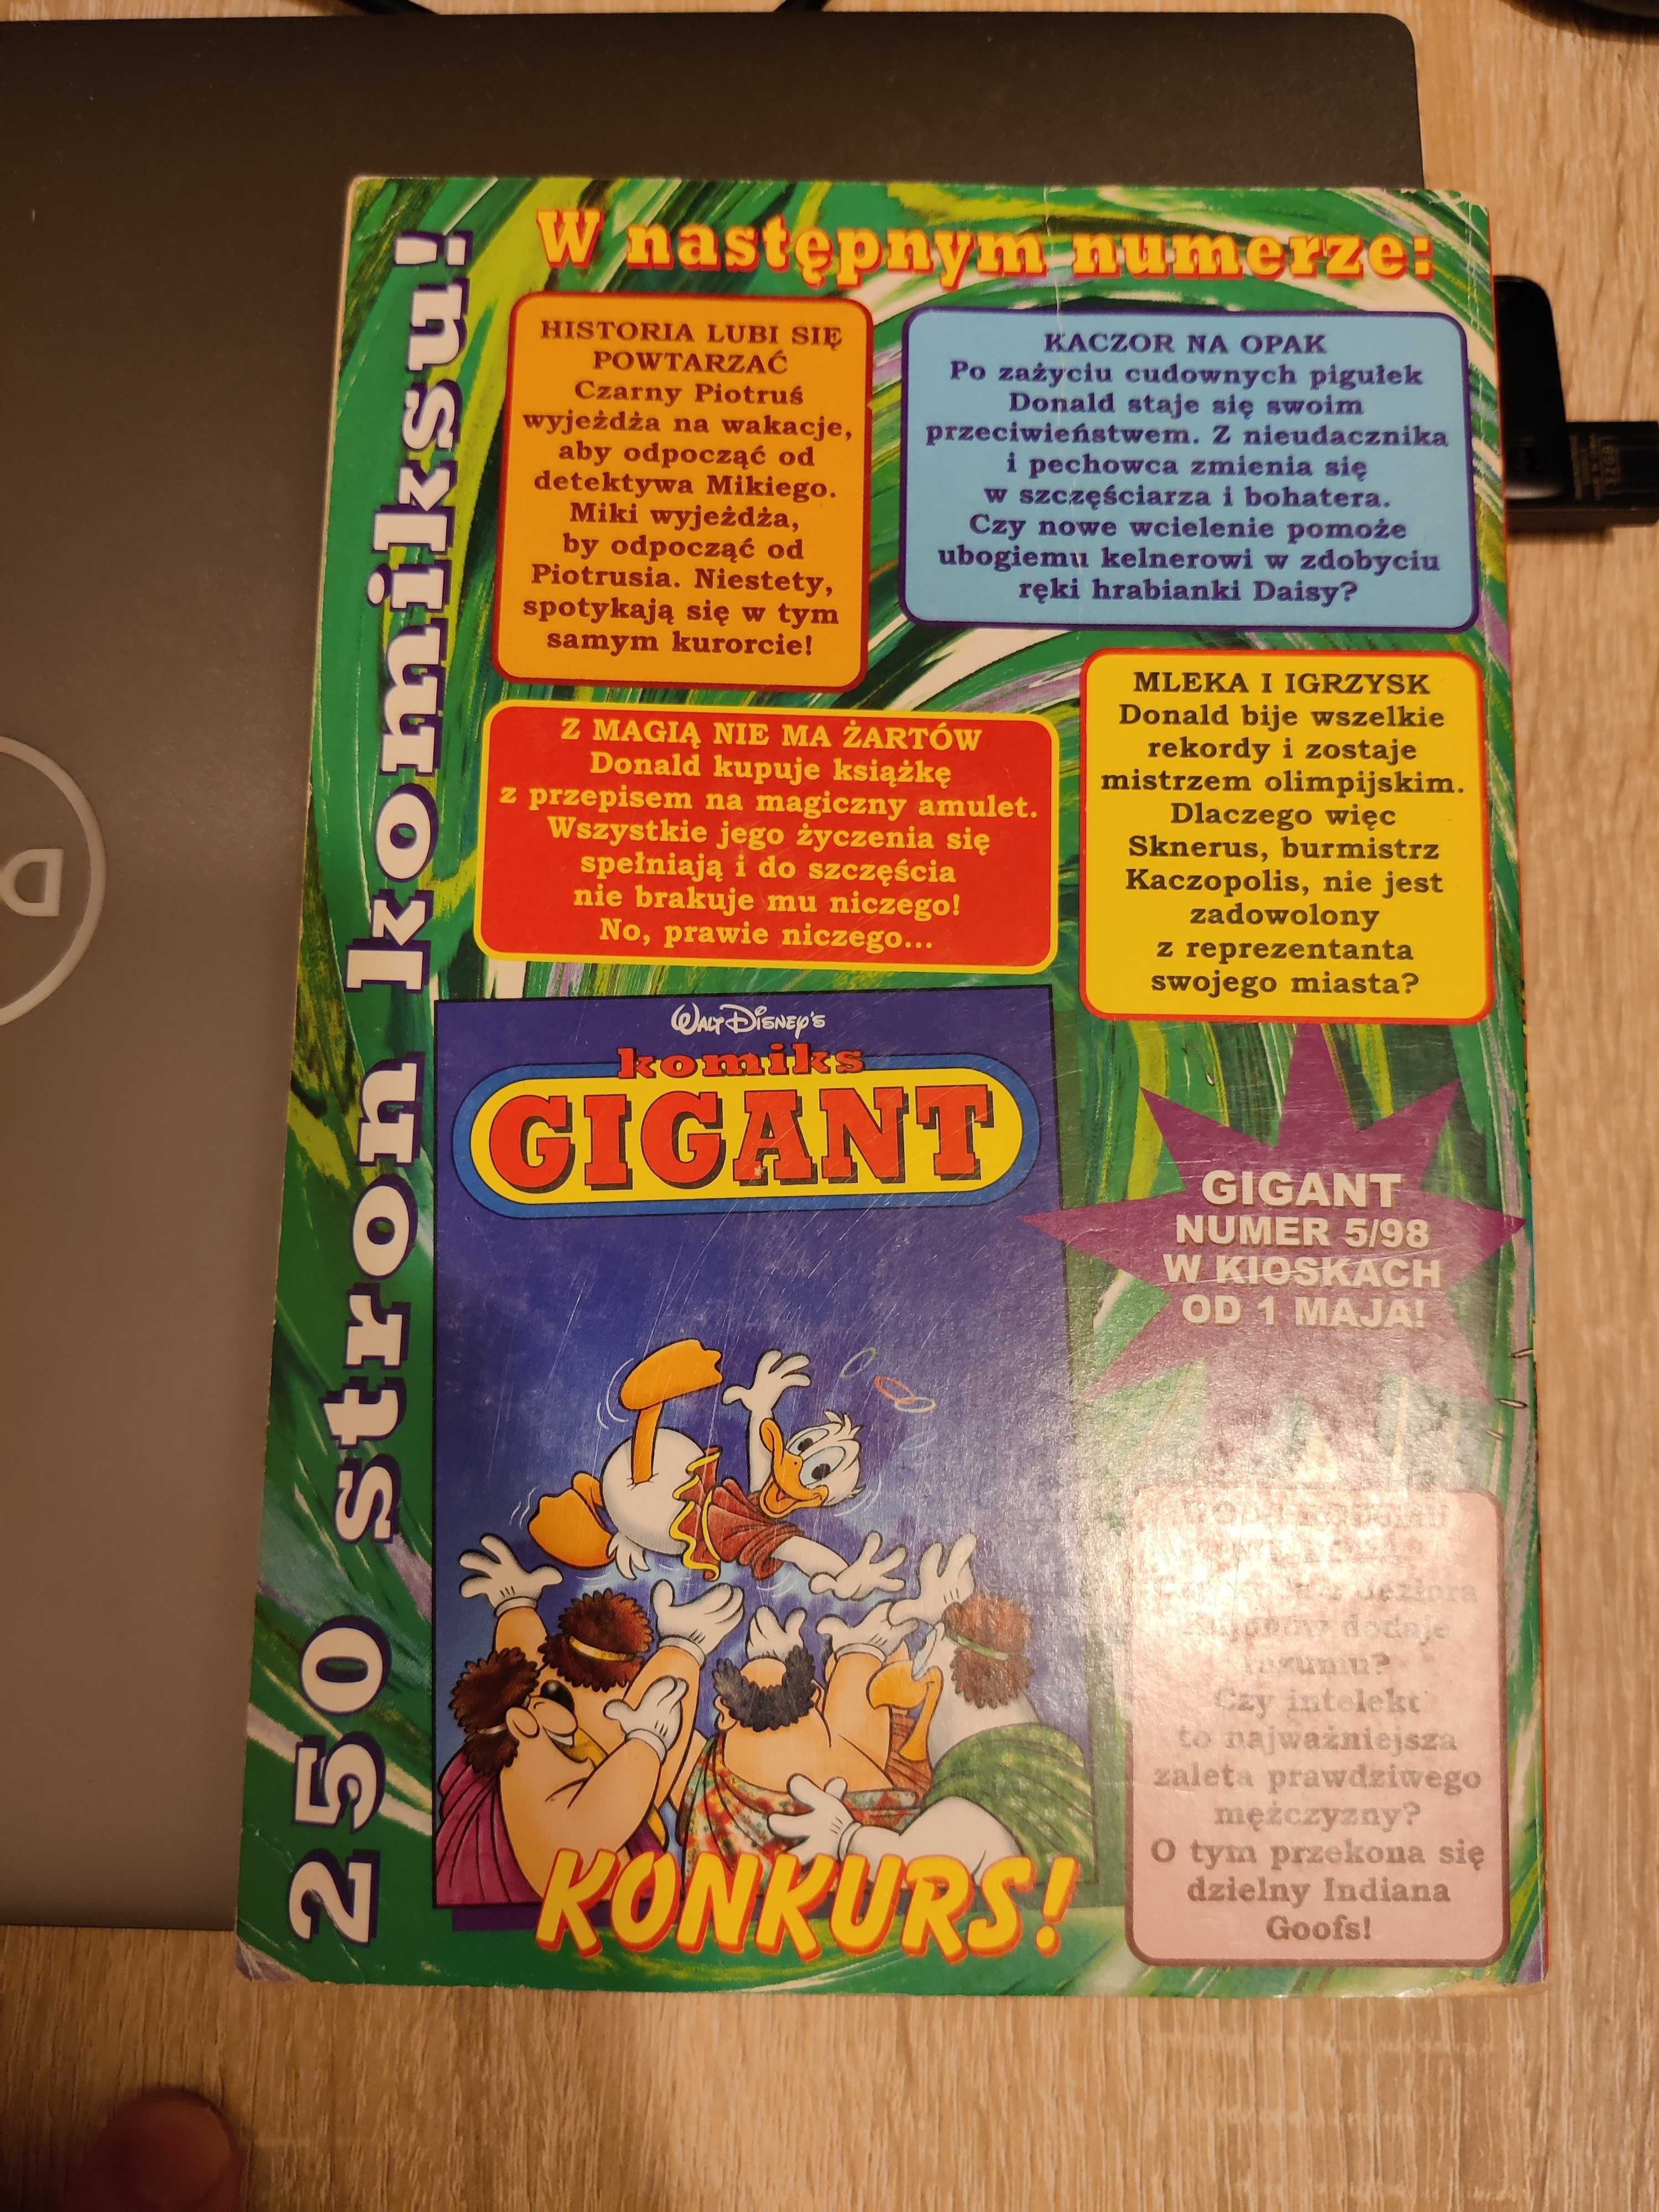 250 stron komiksu!
W następnym numerze:
HISTORIA LUBI SIĘ
POWTARZAĆ
Czarny Piotruś
wyjeżdża na wakacje,
aby odpocząć od
detektywa Mikiego.
Miki wyjeżdża,
by odpocząć od
Piotrusia. Niestety,
spotykają się w tym
samym kurorcie!
KACZOR NA OPAK
Po zażyciu cudownych pigułek
Donald staje się swoim
przeciwieństwem. Z nieudacznika
i pechowca zmienia się
w szczęściarza i bohatera.
Czy nowe wcielenie pomoże
ubogiemu kelnerowi w zdobyciu
ręki hrabianki Daisy?
Z MAGIĄ NIE MA ŻARTÓW
Donald kupuje książkę
z przepisem na magiczny amulet.
Wszystkie jego życzenia się
spełniają i do szczęścia
nie brakuje mu niczego!
No, prawie niczego...
MLEKA I IGRZYSK
Donald bije wszelkie
rekordy i zostaje
mistrzem olimpijskim.
Dlaczego więc
Sknerus, burmistrz
Kaczopolis, nie jest
zadowolony
z reprezentanta
swojego miasta?
WALT DISNEY'S
komiks
GIGANT
GIGANT
NUMER 5/98
W KIOSKACH
OD 1 MAJA!
Jeziora
dodaje
rozumu?
Czy intelekt
to najważniejsza
zaleta prawdziwego
mężczyzny?
O tym przekona się
dzielny Indiana
Goofs!
KONKURS!